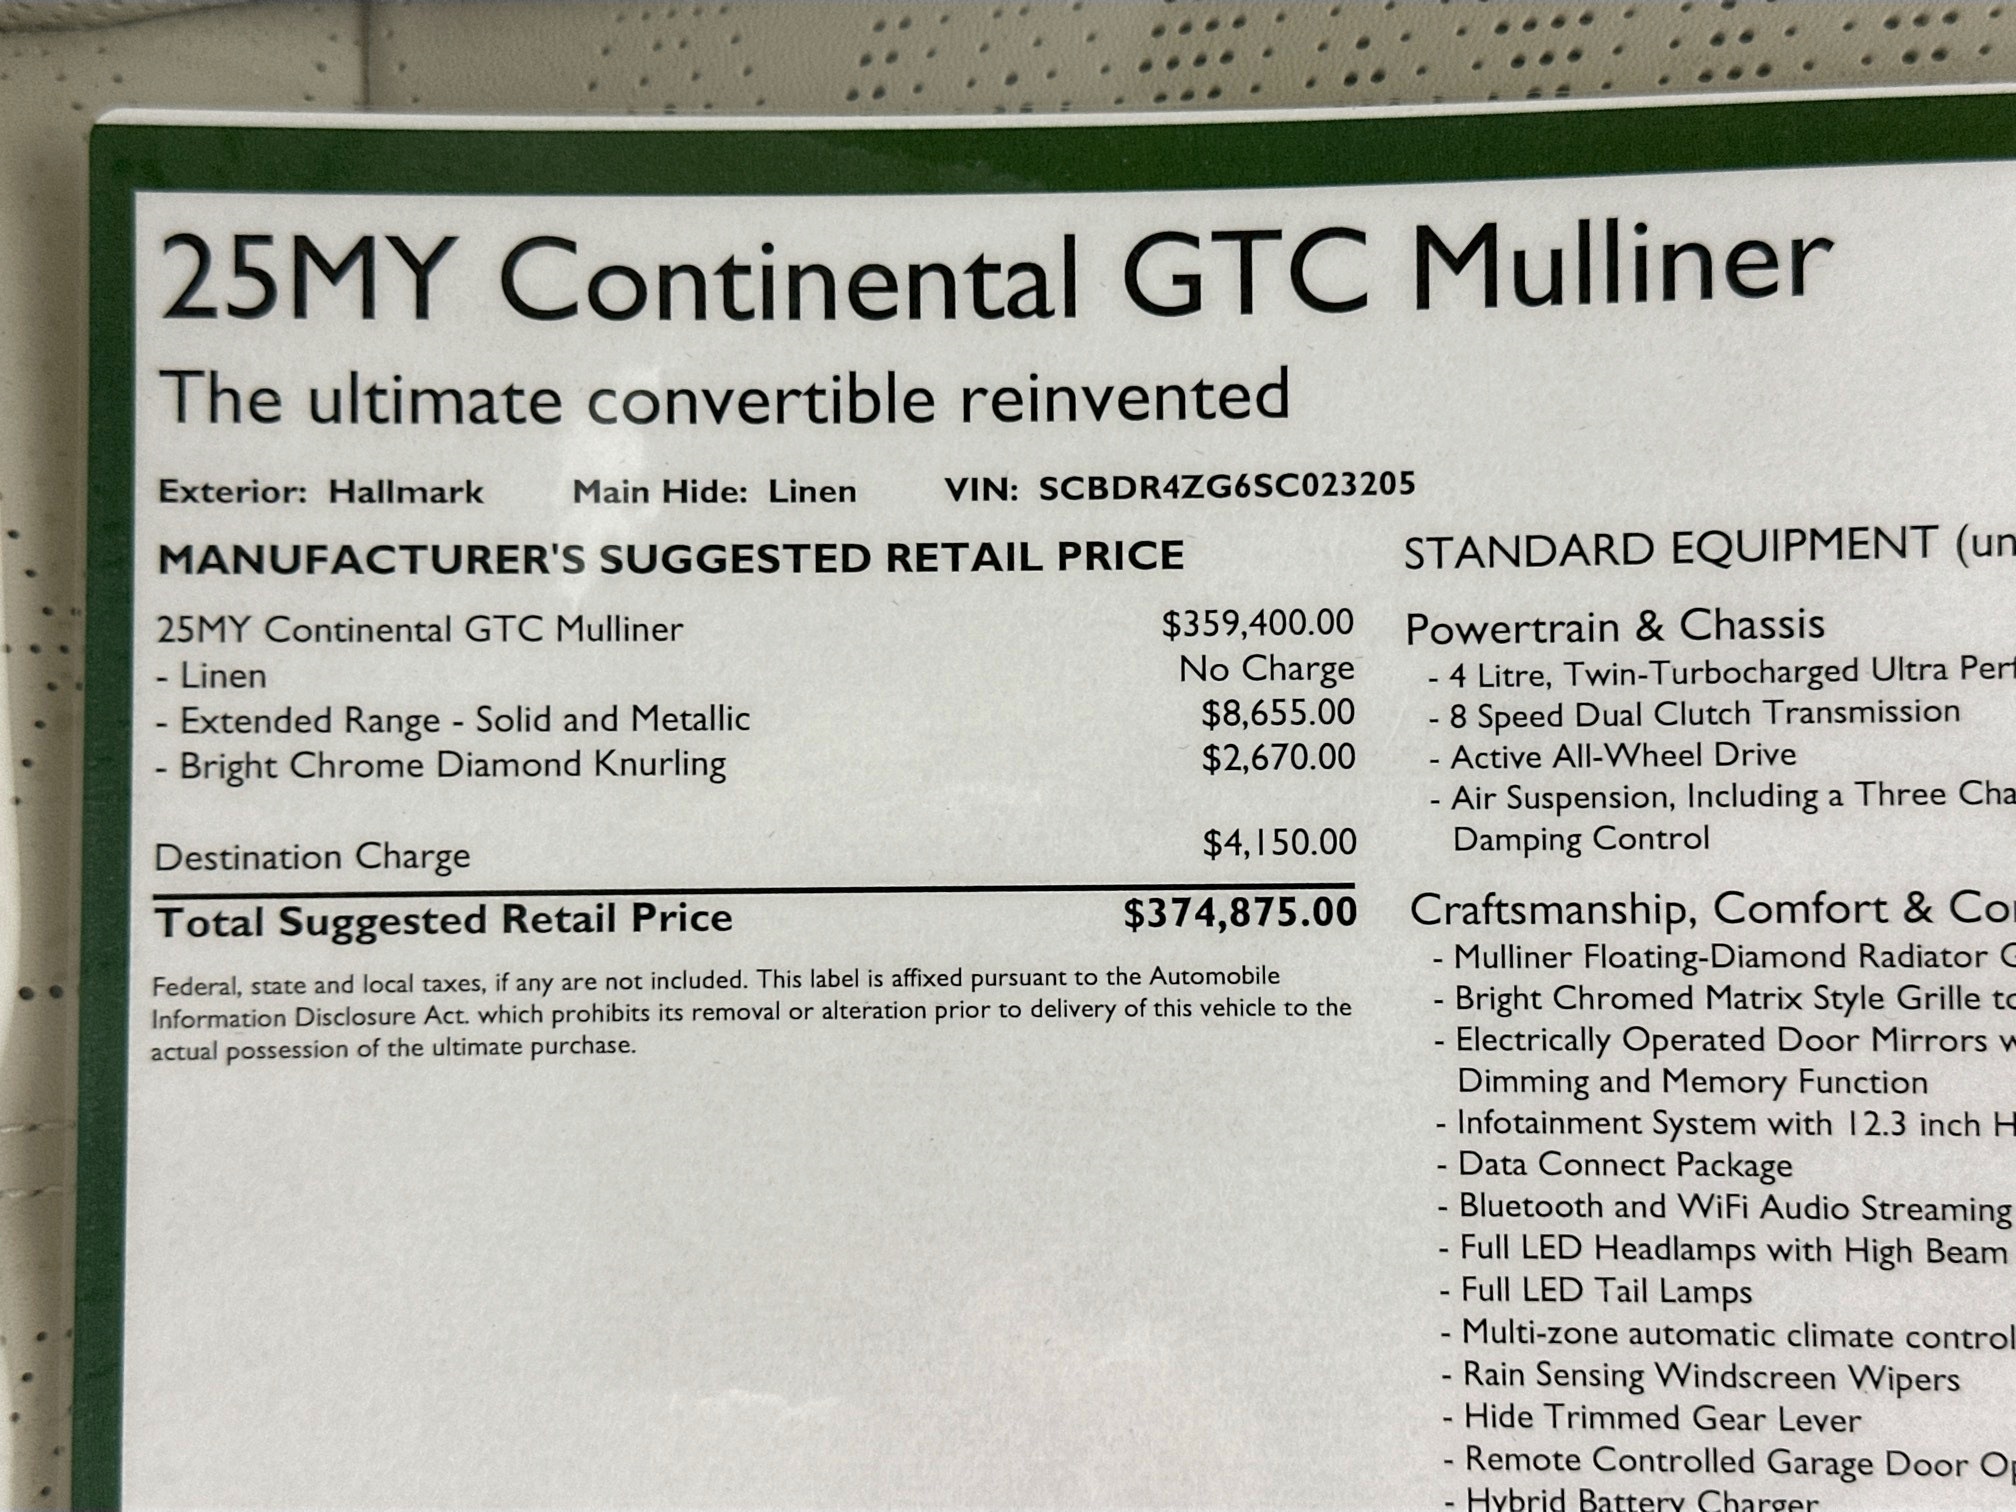 25MY Continental GTC Mulliner
The ultimate convertible reinvented
Exterior: Hallmark Main Hide: Linen VIN: SCBDR4ZG6SC023205
MANUFACTURER'S SUGGESTED RETAIL PRICE
25MY Continental GTC Mulliner $359,400.00
- Linen No Charge
- Extended Range - Solid and Metallic $8,655.00
- Bright Chrome Diamond Knurling $2,670.00
Destination Charge $4,150.00
Total Suggested Retail Price $374,875.00
Federal, state and local taxes, if any are not included. This label is affixed pursuant to the Automobile
Information Disclosure Act. which prohibits its removal or alteration prior to delivery of this vehicle to the
actual possession of the ultimate purchase.
STANDARD EQUIPMENT (un
Powertrain & Chassis
- 4 Litre, Twin-Turbocharged Ultra Perf
- 8 Speed Dual Clutch Transmission
- Active All-Wheel Drive
- Air Suspension, Including a Three Cha
Damping Control
Craftsmanship, Comfort & Co
- Mulliner Floating-Diamond Radiator G
- Bright Chromed Matrix Style Grille to
- Electrically Operated Door Mirrors w
Dimming and Memory Function
- Infotainment System with 12.3 inch H
- Data Connect Package
- Bluetooth and WiFi Audio Streaming
- Full LED Headlamps with High Beam
- Full LED Tail Lamps
- Multi-zone automatic climate control
- Rain Sensing Windscreen Wipers
- Hide Trimmed Gear Lever
- Remote Controlled Garage Door Op
- Hybrid Battery Charger